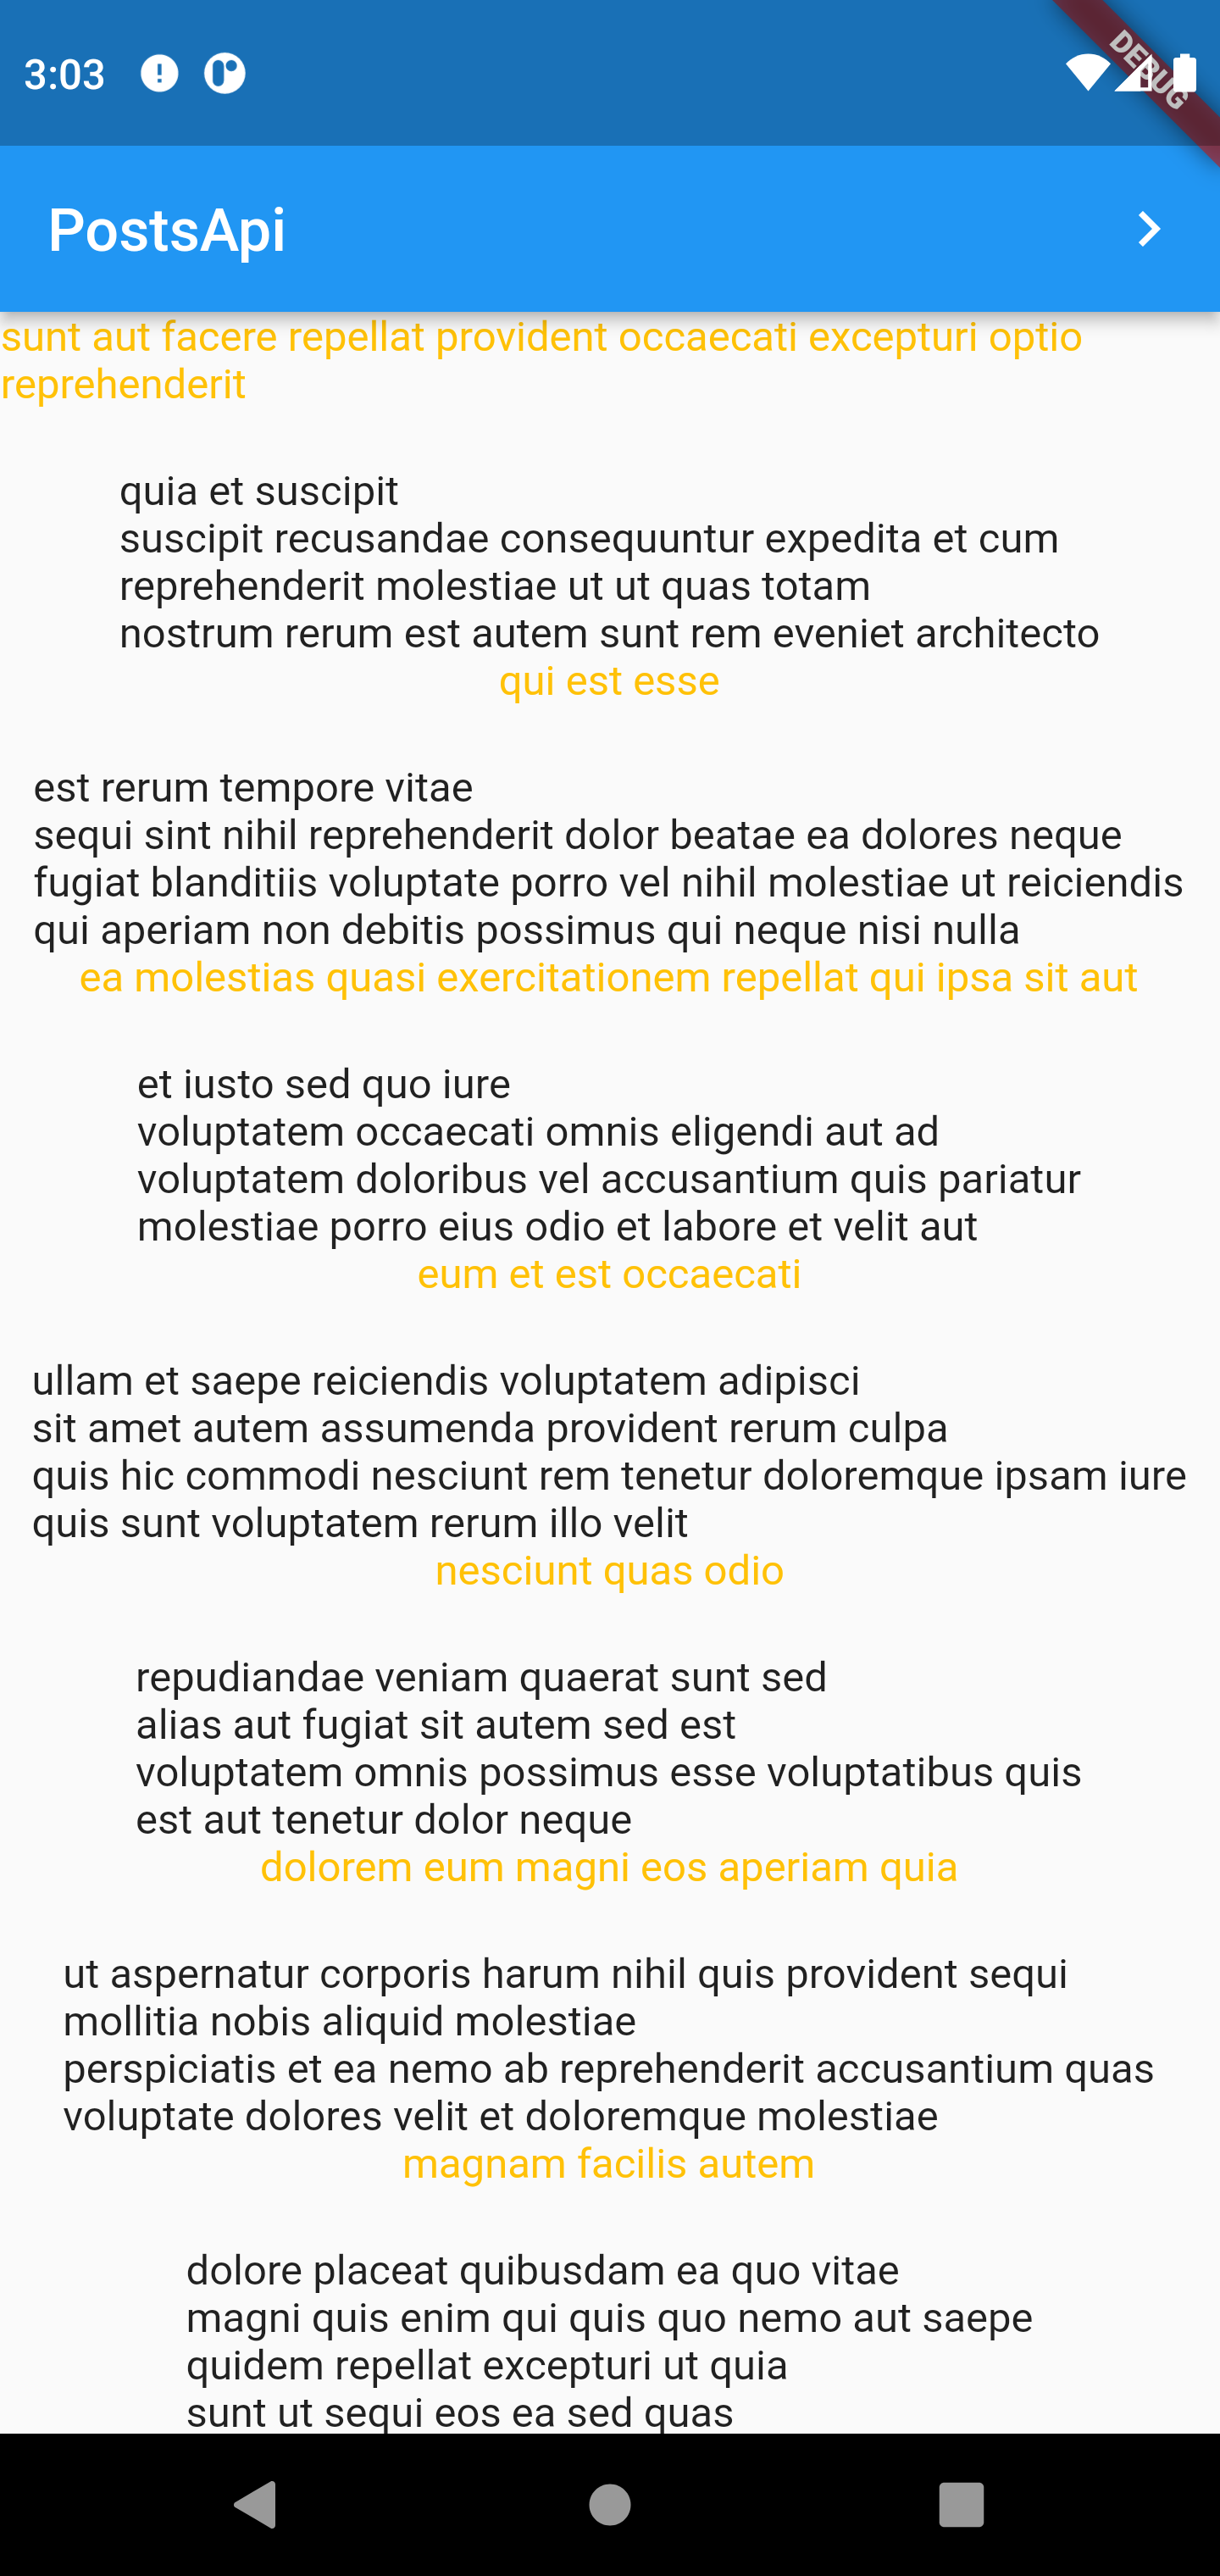 3:03
DEBUG
PostsApi
sunt aut facere repellat provident occaecati excepturi optio
reprehenderit
quia et suscipit
suscipit recusandae consequuntur expedita et cum
reprehenderit molestiae ut ut quas totam
nostrum rerum est autem sunt rem eveniet architecto
qui est esse
est rerum tempore vitae
sequi sint nihil reprehenderit dolor beatae ea dolores neque
fugiat blanditiis voluptate porro vel nihil molestiae ut reiciendis
qui aperiam non debitis possimus qui neque nisi nulla
ea molestias quasi exercitationem repellat qui ipsa sit aut
et iusto sed quo iure
voluptatem occaecati omnis eligendi aut ad
voluptatem doloribus vel accusantium quis pariatur
molestiae porro eius odio et labore et velit aut
eum et est occaecati
ullam et saepe reiciendis voluptatem adipisci
sit amet autem assumenda provident rerum culpa
quis hic commodi nesciunt rem tenetur doloremque ipsam iure
quis sunt voluptatem rerum illo velit
nesciunt quas odio
repudiandae veniam quaerat sunt sed
alias aut fugiat sit autem sed est
voluptatem omnis possimus esse voluptatibus quis
est aut tenetur dolor neque
dolorem eum magni eos aperiam quia
ut aspernatur corporis harum nihil quis provident sequi
mollitia nobis aliquid molestiae
perspiciatis et ea nemo ab reprehenderit accusantium quas
voluptate dolores velit et doloremque molestiae
magnam facilis autem
dolore placeat quibusdam ea quo vitae
magni quis enim qui quis quo nemo aut saepe
quidem repellat excepturi ut quia
sunt ut sequi eos ea sed quas